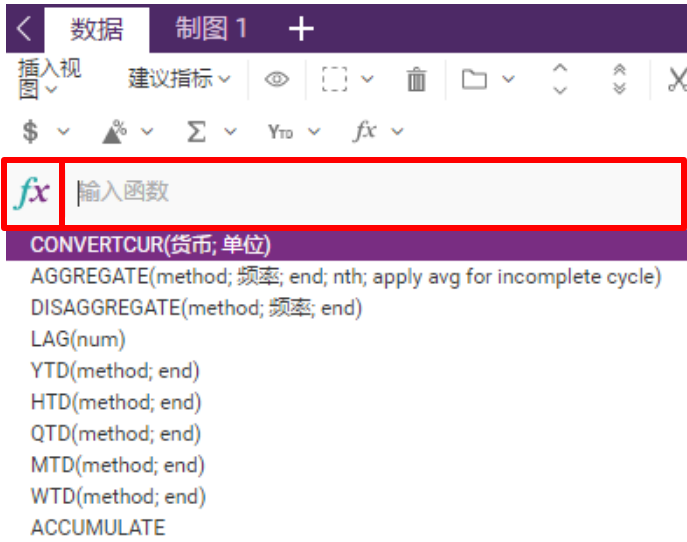 数据 制图 1
插入视图 建议指标
$ % Σ YTD fx
fx 输入函数
CONVERTCUR(货币; 单位)
AGGREGATE(method; 频率; end; nth; apply avg for incomplete cycle)
DISAGGREGATE(method; 频率; end)
LAG(num)
YTD(method; end)
HTD(method; end)
QTD(method; end)
MTD(method; end)
WTD(method; end)
ACCUMULATE